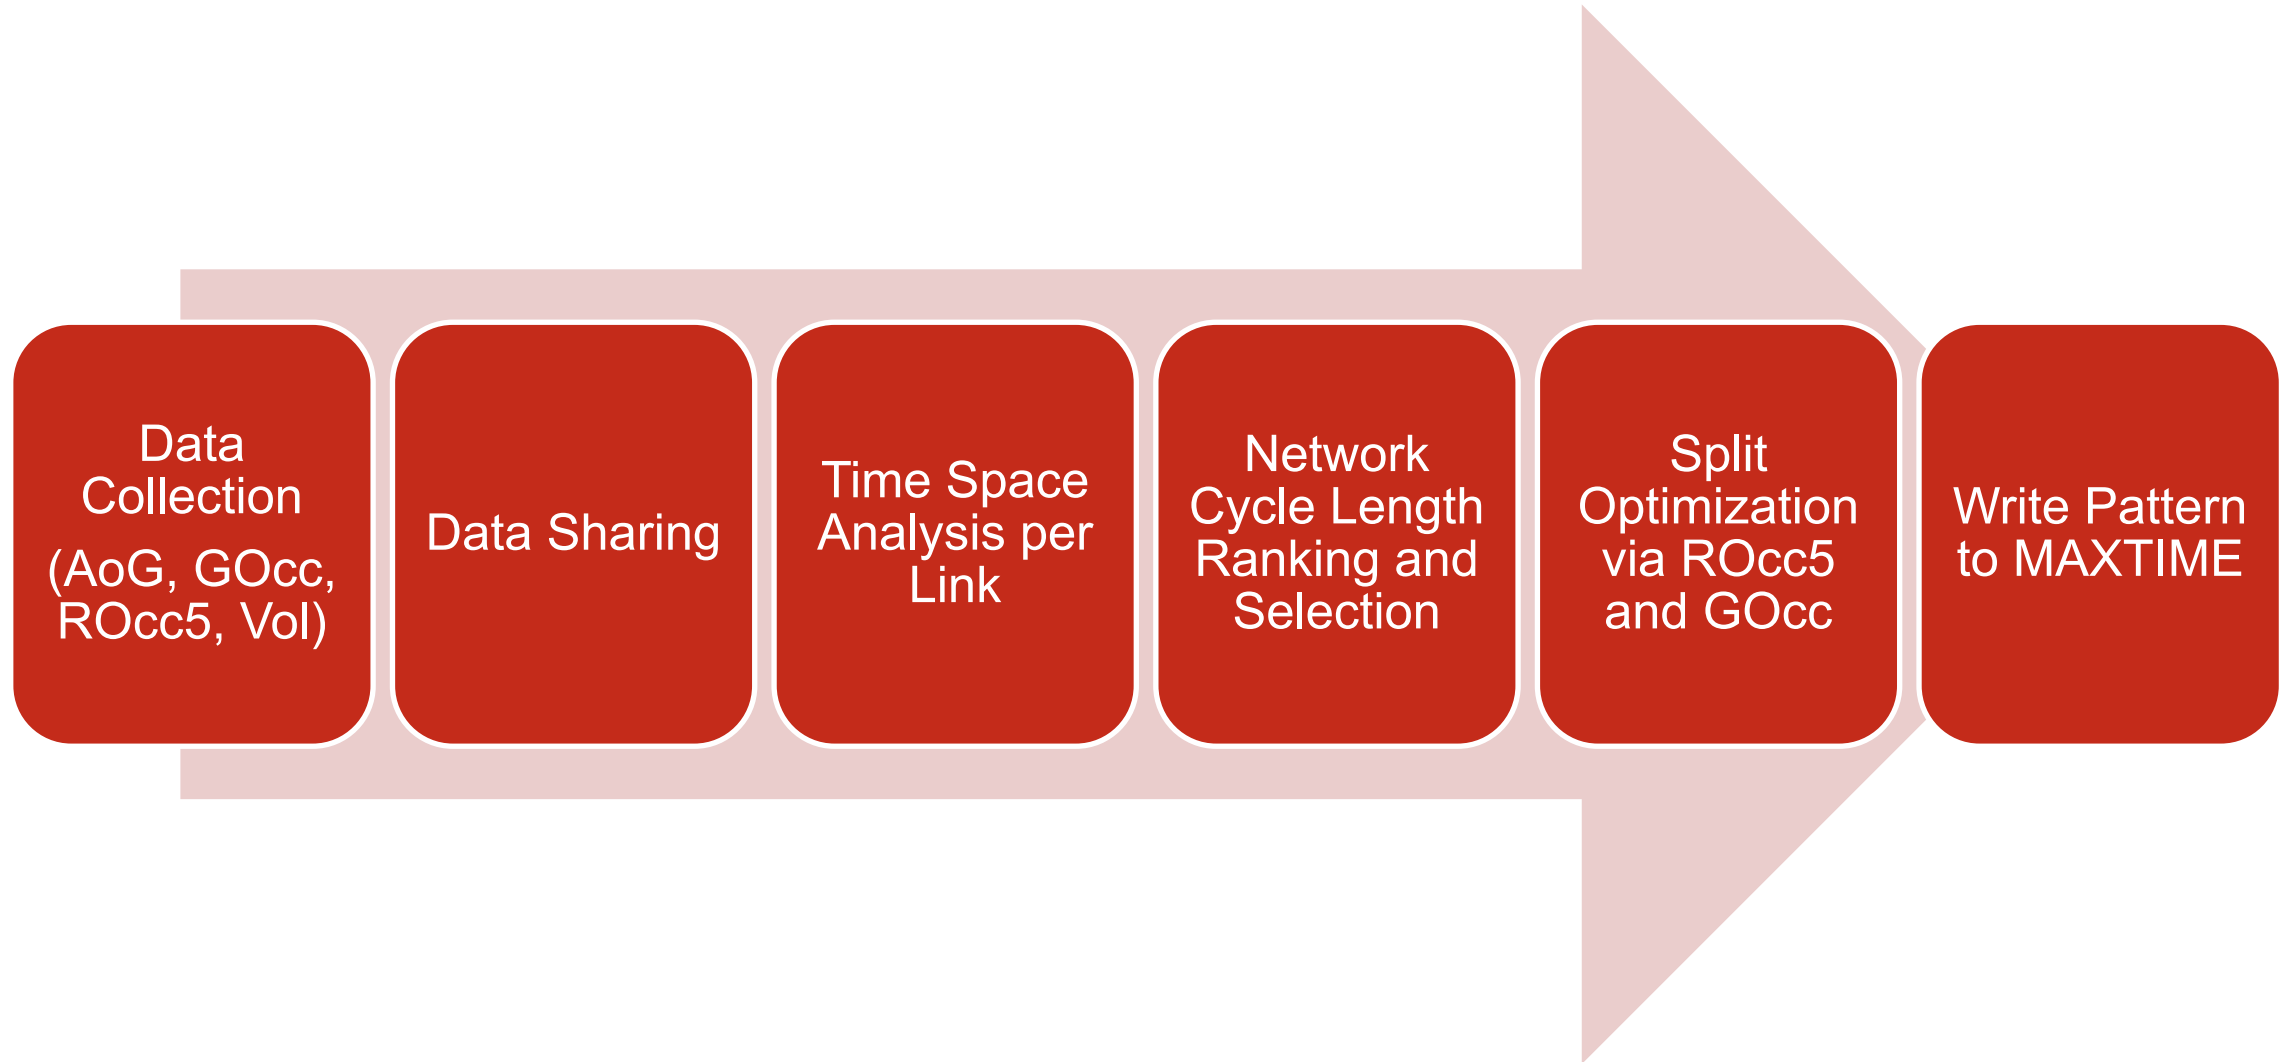 Data
Collection
(AoG, GOcc,
ROcc5, Vol)
Data Sharing
Time Space
Analysis per
Link
Network
Cycle Length
Ranking and
Selection
Split
Optimization
via ROcc5
and GOcc
Write Pattern
to MAXTIME